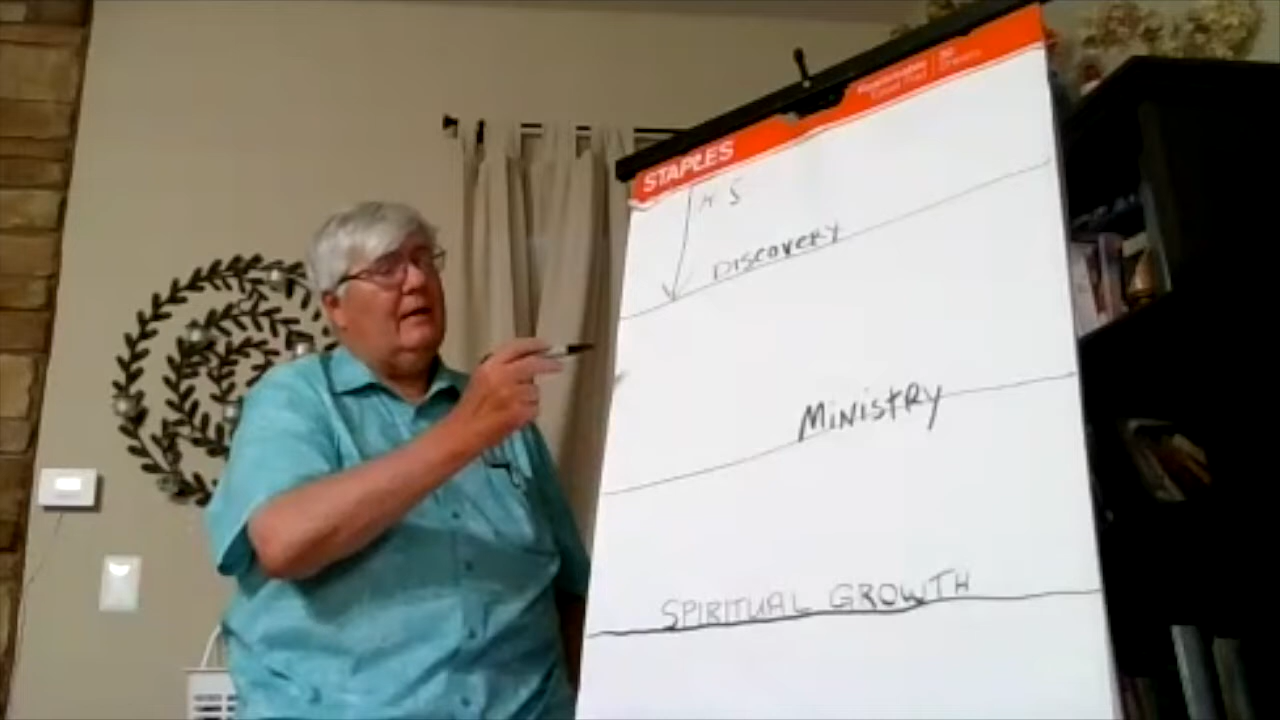 STAPLES
H S
DISCOVERY
MiNiSTRY
SPIRITUAL GROWTH